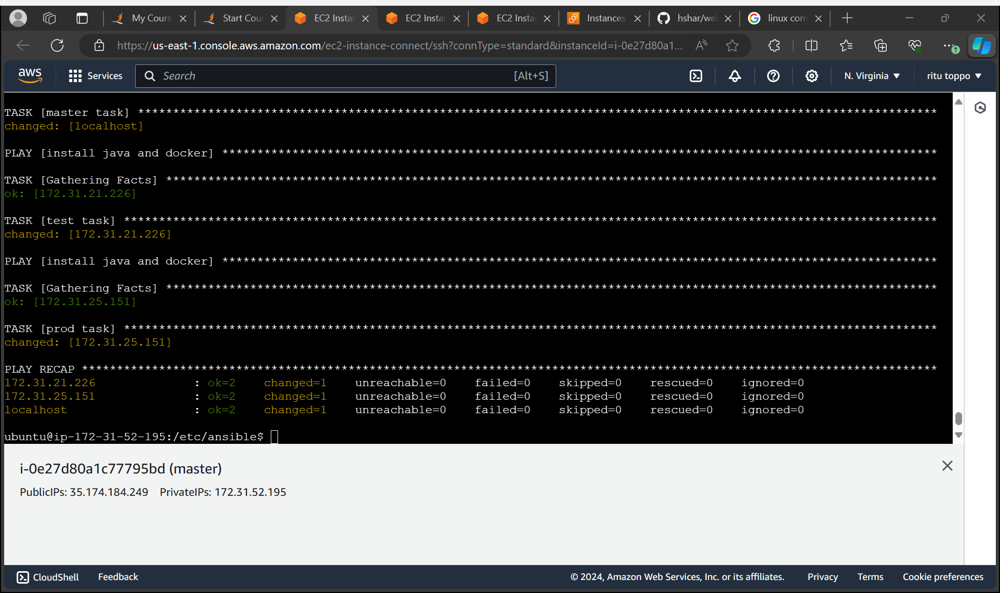 My Cours
Start Cour
EC2 Instar
EC2 Instar
EC2 Instar
Instances
hshar/wel
linux com
https://us-east-1.console.aws.amazon.com/ec2-instance-connect/ssh?connType=standard&instanceId=i-0e27d80a1...
aws
Services
Search
[Alt+S]
N. Virginia
ritu toppo
TASK [master task] ******************************************************************************************************************
changed: [localhost]
PLAY [install java and docker] ******************************************************************************************************
TASK [Gathering Facts] **************************************************************************************************************
ok: [172.31.21.226]
TASK [test task] ********************************************************************************************************************
changed: [172.31.21.226]
PLAY [install java and docker] ******************************************************************************************************
TASK [Gathering Facts] **************************************************************************************************************
ok: [172.31.25.151]
TASK [prod task] ********************************************************************************************************************
changed: [172.31.25.151]
PLAY RECAP **************************************************************************************************************************
172.31.21.226 : ok=2 changed=1 unreachable=0 failed=0 skipped=0 rescued=0 ignored=0
172.31.25.151 : ok=2 changed=1 unreachable=0 failed=0 skipped=0 rescued=0 ignored=0
localhost : ok=2 changed=1 unreachable=0 failed=0 skipped=0 rescued=0 ignored=0
ubuntu@ip-172-31-52-195:/etc/ansible$
i-0e27d80a1c77795bd (master)
PublicIPs: 35.174.184.249 PrivateIPs: 172.31.52.195
CloudShell
Feedback
© 2024, Amazon Web Services, Inc. or its affiliates.
Privacy
Terms
Cookie preferences